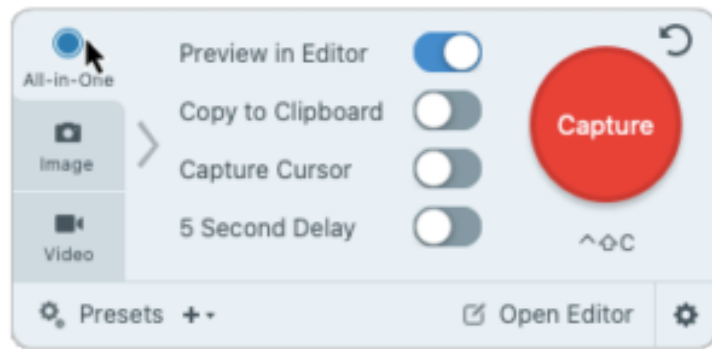 All-in-One
Image
Video
Preview in Editor
Copy to Clipboard
Capture Cursor
5 Second Delay
Capture
^⇧C
Presets +
Open Editor